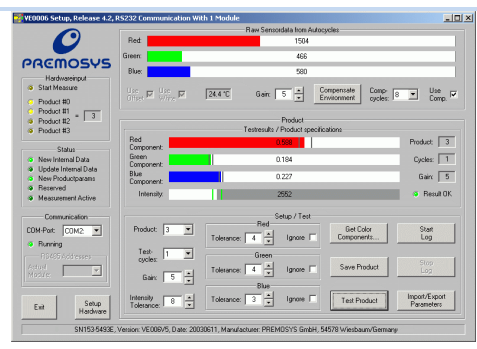 VE0006 Setup, Release 4.2, RS232 Communication With 1 Module
PREMOSYS
Hardwareinput
Start Measure
Product #0
Product #1
Product #2
Product #3
= 3
Status
New Internal Data
Update Internal Data
New Productparams
Reserved
Measurement Active
Communication
COM-Port: COM2:
Running
RS485 Addresses
Actual
Module:
Exit
Setup
Hardware
Raw Sensordata from Autocycles
Red: 1504
Green: 466
Blue: 580
Use
Offset
Use
White
24.4 °C
Gain: 5
Compensate
Environment
Comp-
cycles: 8
Use
Comp.
Product
Testresults / Product specifications
Red
Component: 0.588
Product: 3
Green
Component: 0.184
Cycles: 1
Blue
Component: 0.227
Gain: 5
Intensity: 2552
Result OK
Setup / Test
Product: 3
Test-
cycles: 1
Gain: 5
Intensity
Tolerance: 8
Red
Tolerance: 4 Ignore
Green
Tolerance: 4 Ignore
Blue
Tolerance: 3 Ignore
Get Color
Components...
Start
Log
Save Product
Stop
Log
Test Product
Import/Export
Parameters
SN153-5493E, Version: VE006/V5, Date: 20030611, Manufacturer: PREMOSYS GmbH, 54578 Wiesbaum/Germany